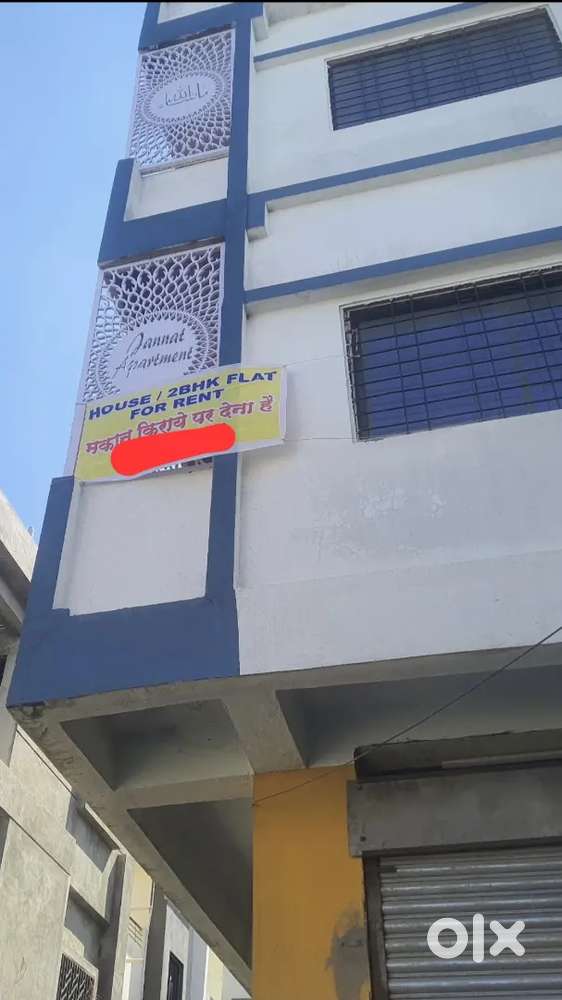 Jannat
Apartment
HOUSE / 2BHK FLAT
FOR RENT
मकान किराये पर देना है
olx